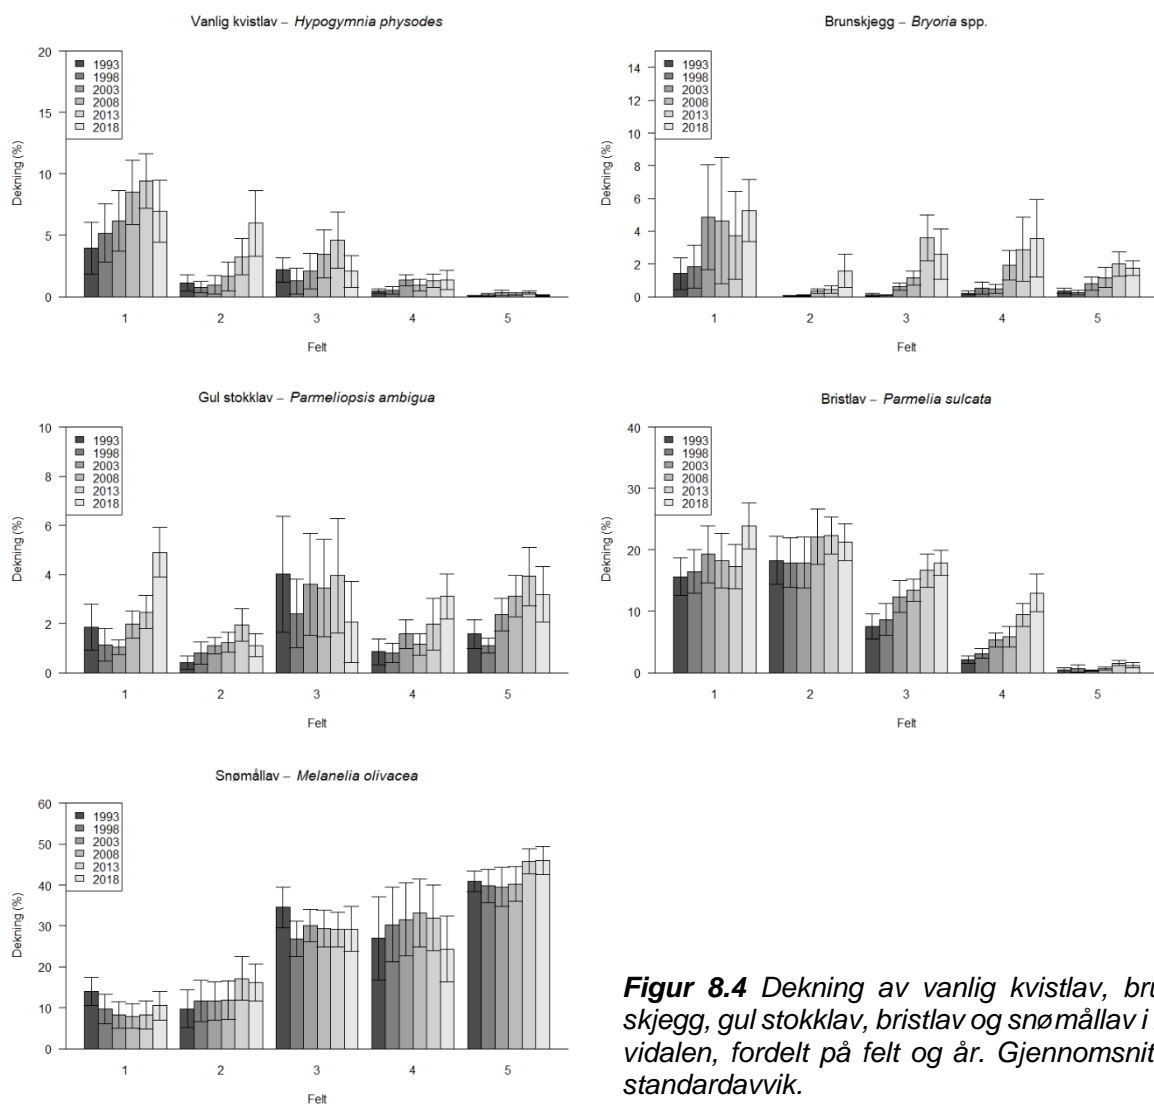 Vanlig kvistlav – Hypogymnia physodes
20
15
10
5
0
Dekning (%)
1993
1998
2003
2008
2013
2018
1 2 3 4 5
Felt
Brunskjegg – Bryoria spp.
14
12
10
8
6
4
2
0
Dekning (%)
1993
1998
2003
2008
2013
2018
1 2 3 4 5
Felt
Gul stokklav – Parmeliopsis ambigua
10
8
6
4
2
0
Dekning (%)
1993
1998
2003
2008
2013
2018
1 2 3 4 5
Felt
Bristlav – Parmelia sulcata
40
30
20
10
0
Dekning (%)
1993
1998
2003
2008
2013
2018
1 2 3 4 5
Felt
Snømållav – Melanelia olivacea
60
50
40
30
20
10
0
Dekning (%)
1993
1998
2003
2008
2013
2018
1 2 3 4 5
Felt
Figur 8.4 Dekning av vanlig kvistlav, bru
skjegg, gul stokklav, bristlav og snømållav i
vidalen, fordelt på felt og år. Gjennomsnit
standardavvik.